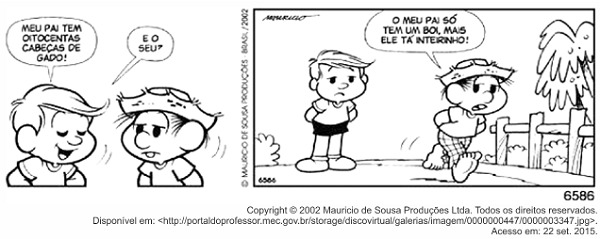 MEU PAI TEM
OITOCENTAS
CABEÇAS
DE GADO!
E O
SEU?
© MAURICIO DE SOUSA PRODUÇÕES BRASIL/2002
MAURICIO
O MEU PAI SÓ
TEM UM BOI, MAIS
ELE TÁ INTEIRINHO!
6586
6586
Copyright © 2002 Mauricio de Sousa Produções Ltda. Todos os direitos reservados.
Disponível em: <http://portaldoprofessor.mec.gov.br/storage/discovirtual/galerias/imagem/0000000447/0000003347.jpg>.
Acesso em: 22 set. 2015.